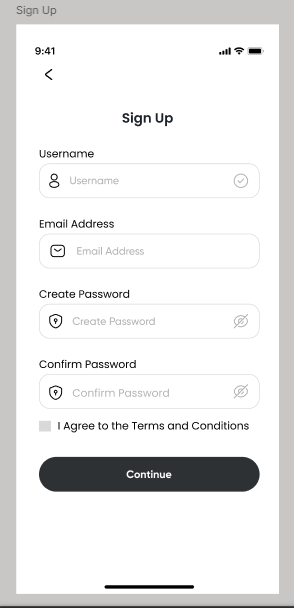 Sign Up
9:41
Sign Up
Username
Username
Email Address
Email Address
Create Password
Create Password
Confirm Password
Confirm Password
I Agree to the Terms and Conditions
Continue